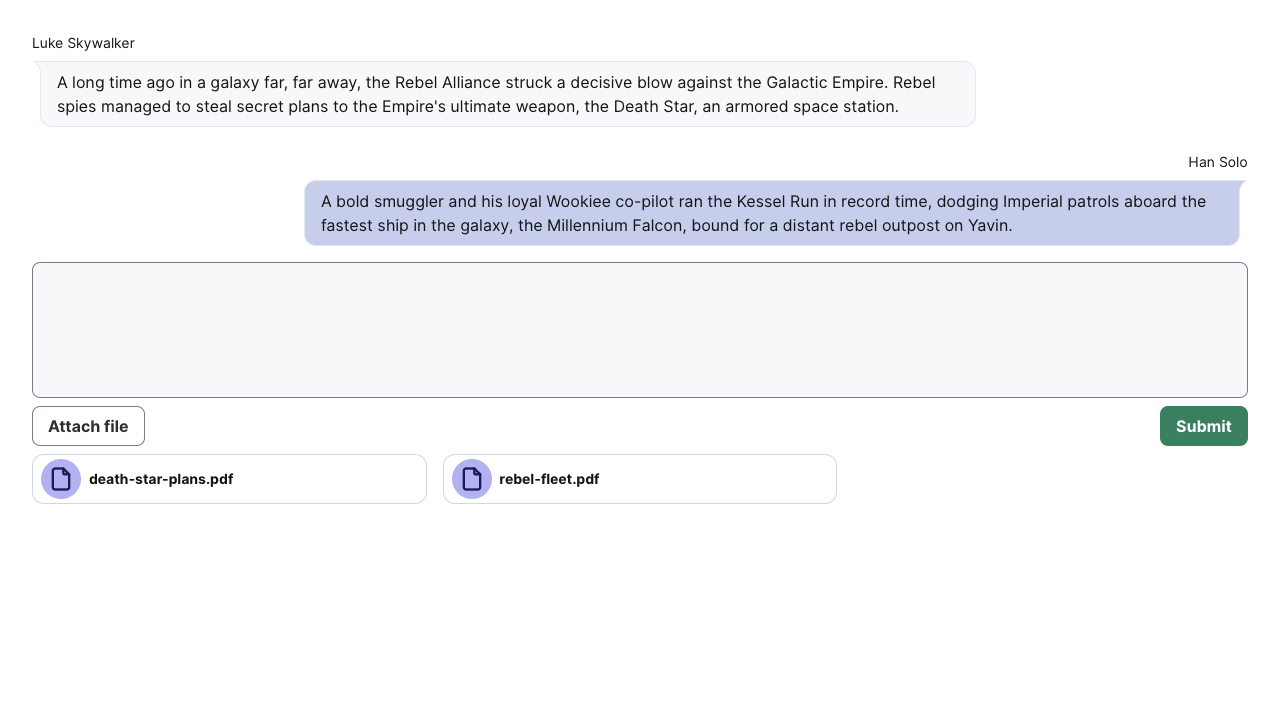 Luke Skywalker
A long time ago in a galaxy far, far away, the Rebel Alliance struck a decisive blow against the Galactic Empire. Rebel
spies managed to steal secret plans to the Empire's ultimate weapon, the Death Star, an armored space station.
Han Solo
A bold smuggler and his loyal Wookiee co-pilot ran the Kessel Run in record time, dodging Imperial patrols aboard the
fastest ship in the galaxy, the Millennium Falcon, bound for a distant rebel outpost on Yavin.
Attach file
Submit
death-star-plans.pdf
rebel-fleet.pdf